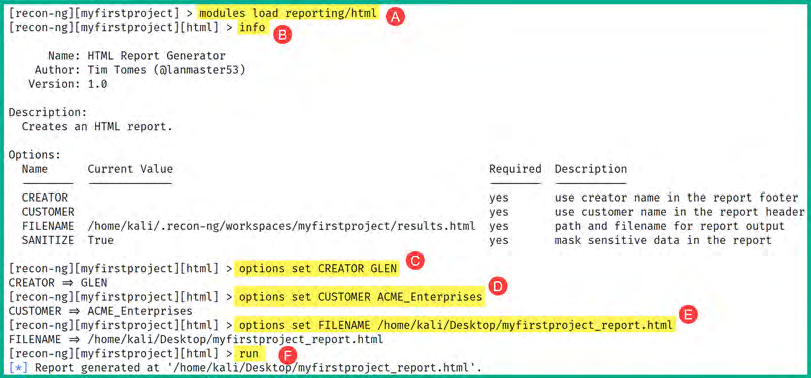 [recon-ng][myfirstproject] > modules load reporting/html A
[recon-ng][myfirstproject][html] > info B
Name: HTML Report Generator
Author: Tim Tomes (@lanmaster53)
Version: 1.0
Description:
Creates an HTML report.
Options:
Name Current Value Required Description
-------- ------------- -------- -----------
CREATOR yes use creator name in the report footer
CUSTOMER yes use customer name in the report header
FILENAME /home/kali/.recon-ng/workspaces/myfirstproject/results.html yes path and filename for report output
SANITIZE True yes mask sensitive data in the report
[recon-ng][myfirstproject][html] > options set CREATOR GLEN C
CREATOR ⇒ GLEN
[recon-ng][myfirstproject][html] > options set CUSTOMER ACME_Enterprises D
CUSTOMER ⇒ ACME_Enterprises
[recon-ng][myfirstproject][html] > options set FILENAME /home/kali/Desktop/myfirstproject_report.html E
FILENAME ⇒ /home/kali/Desktop/myfirstproject_report.html
[recon-ng][myfirstproject][html] > run F
[*] Report generated at '/home/kali/Desktop/myfirstproject_report.html'.